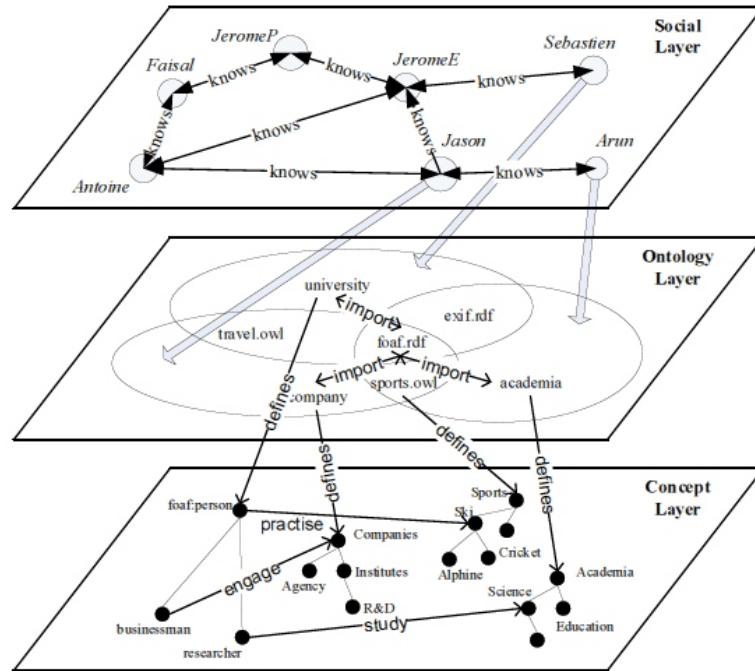 Social
Layer
JeromeP
JeromeE
Sebastien
Faisal
knows
knows
knows
knows
knows
Jason
Arun
knows
knows
knows
Antoine
Ontology
Layer
university
import
exif.rdf
travel.owl
foaf.rdf
import
import
company
sports.owl
academia
defines
defines
defines
defines
Concept
Layer
foaf:person
Sports
practise
Ski
Companies
Cricket
Alphine
Academia
engage
Agency
Institutes
Science
R&D
businessman
study
Education
researcher